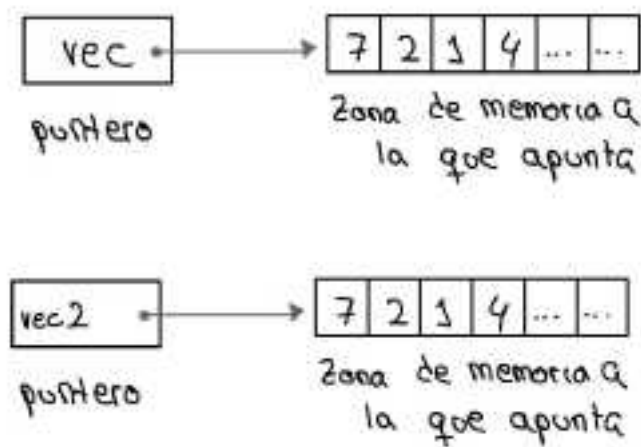 vec
7 2 1 4 ... ...
puntero
Zona de memoria a
la que apunta
vec2
7 2 1 4 ... ...
puntero
Zona de memoria a
la que apunta